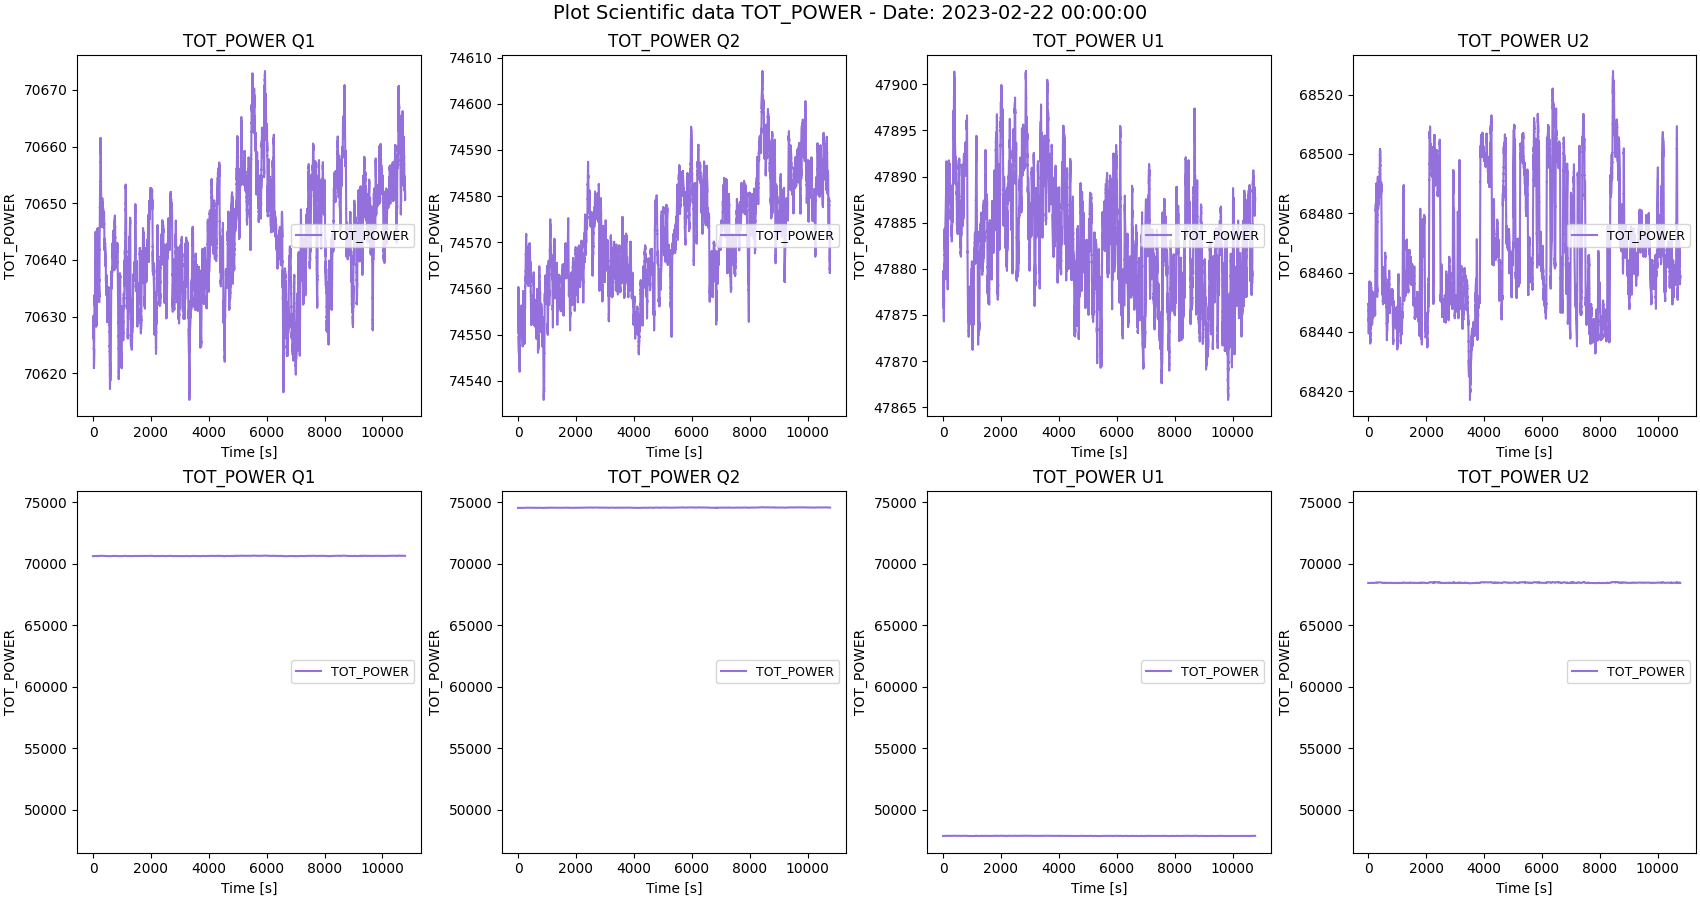 Plot Scientific data TOT_POWER - Date: 2023-02-22 00:00:00
TOT_POWER Q1
TOT_POWER
70670
70660
70650
70640
70630
70620
TOT_POWER
0 2000 4000 6000 8000 10000
Time [s]
TOT_POWER Q2
TOT_POWER
74610
74600
74590
74580
74570
74560
74550
74540
TOT_POWER
0 2000 4000 6000 8000 10000
Time [s]
TOT_POWER U1
TOT_POWER
47900
47895
47890
47885
47880
47875
47870
47865
TOT_POWER
0 2000 4000 6000 8000 10000
Time [s]
TOT_POWER U2
TOT_POWER
68520
68500
68480
68460
68440
68420
TOT_POWER
0 2000 4000 6000 8000 10000
Time [s]
TOT_POWER Q1
TOT_POWER
75000
70000
65000
60000
55000
50000
TOT_POWER
0 2000 4000 6000 8000 10000
Time [s]
TOT_POWER Q2
TOT_POWER
75000
70000
65000
60000
55000
50000
TOT_POWER
0 2000 4000 6000 8000 10000
Time [s]
TOT_POWER U1
TOT_POWER
75000
70000
65000
60000
55000
50000
TOT_POWER
0 2000 4000 6000 8000 10000
Time [s]
TOT_POWER U2
TOT_POWER
75000
70000
65000
60000
55000
50000
TOT_POWER
0 2000 4000 6000 8000 10000
Time [s]